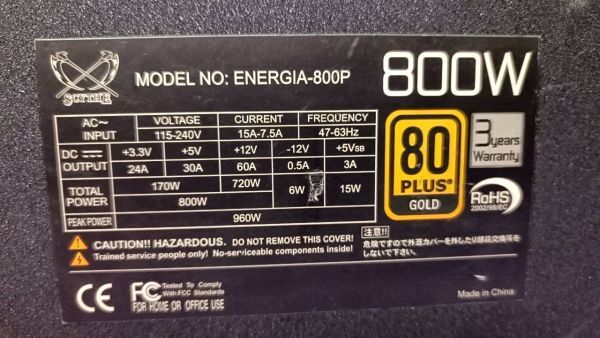 SCYTHE
MODEL NO: ENERGIA-800P
800W
AC~ INPUT VOLTAGE CURRENT FREQUENCY
115-240V 15A-7.5A 47-63Hz
DC OUTPUT +3.3V +5V +12V -12V +5VSB
24A 30A 60A 0.5A 3A
TOTAL POWER 170W 720W 6W 15W
800W
PEAK POWER 960W
80
PLUS®
GOLD
3 years
Warranty
RoHS
2002/95/EC
CAUTION!! HAZARDOUS. DO NOT REMOVE THIS COVER!
Trained service people only! No-serviceable components inside!
注意!!
危険ですので外蓋カバーを外したり部品交換等を
しないで下さい。
CE FC Tested To Comply
With FCC Standards
FOR HOME OR OFFICE USE
Made in China